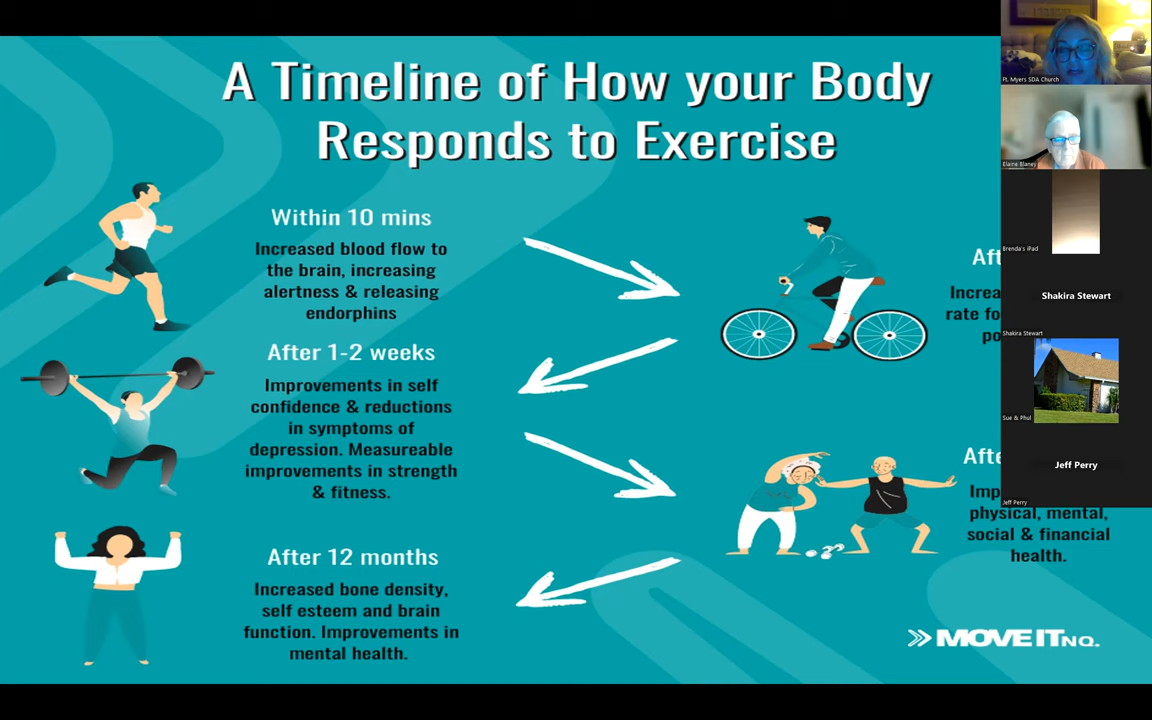 A Timeline of How your Body
Responds to Exercise
Within 10 mins
Increased blood flow to
the brain, increasing
alertness & releasing
endorphins
After 1-2 weeks
Improvements in self
confidence & reductions
in symptoms of
depression. Measureable
improvements in strength
& fitness.
After 12 months
Increased bone density,
self esteem and brain
function. Improvements in
mental health.
rate fo
physical, mental,
social & financial
health.
MOVE IT NQ.
Ft. Myers SDA Church
Elaine Elaney
Brenda's iPad
Shakira Stewart
Shakira Stewart
Sue & Phul
Jeff Perry
Jeff Perry